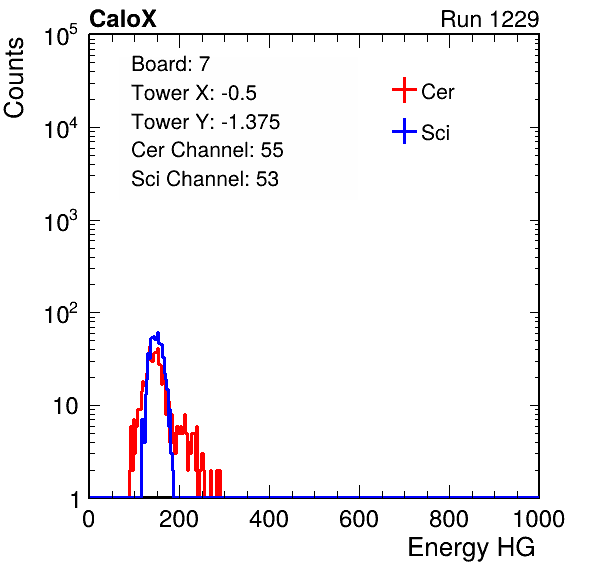 CaloX Run 1229
Counts
10^5
10^4
10^3
10^2
10
1
Board: 7
Tower X: -0.5
Tower Y: -1.375
Cer Channel: 55
Sci Channel: 53
Cer
Sci
0 200 400 600 800 1000
Energy HG